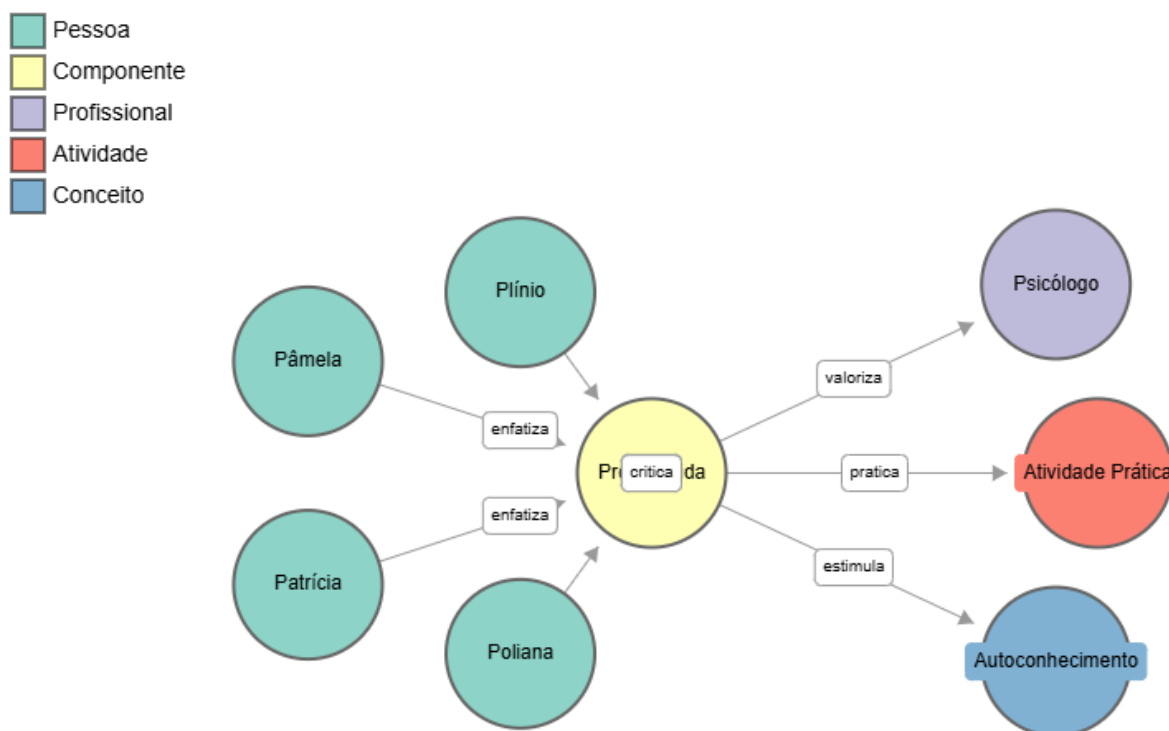 Pessoa
Componente
Profissional
Atividade
Conceito
Plínio
Psicólogo
Pâmela
valoriza
enfatiza
critica
pratica
Atividade Prática
enfatiza
estimula
Patrícia
Poliana
Autoconhecimento